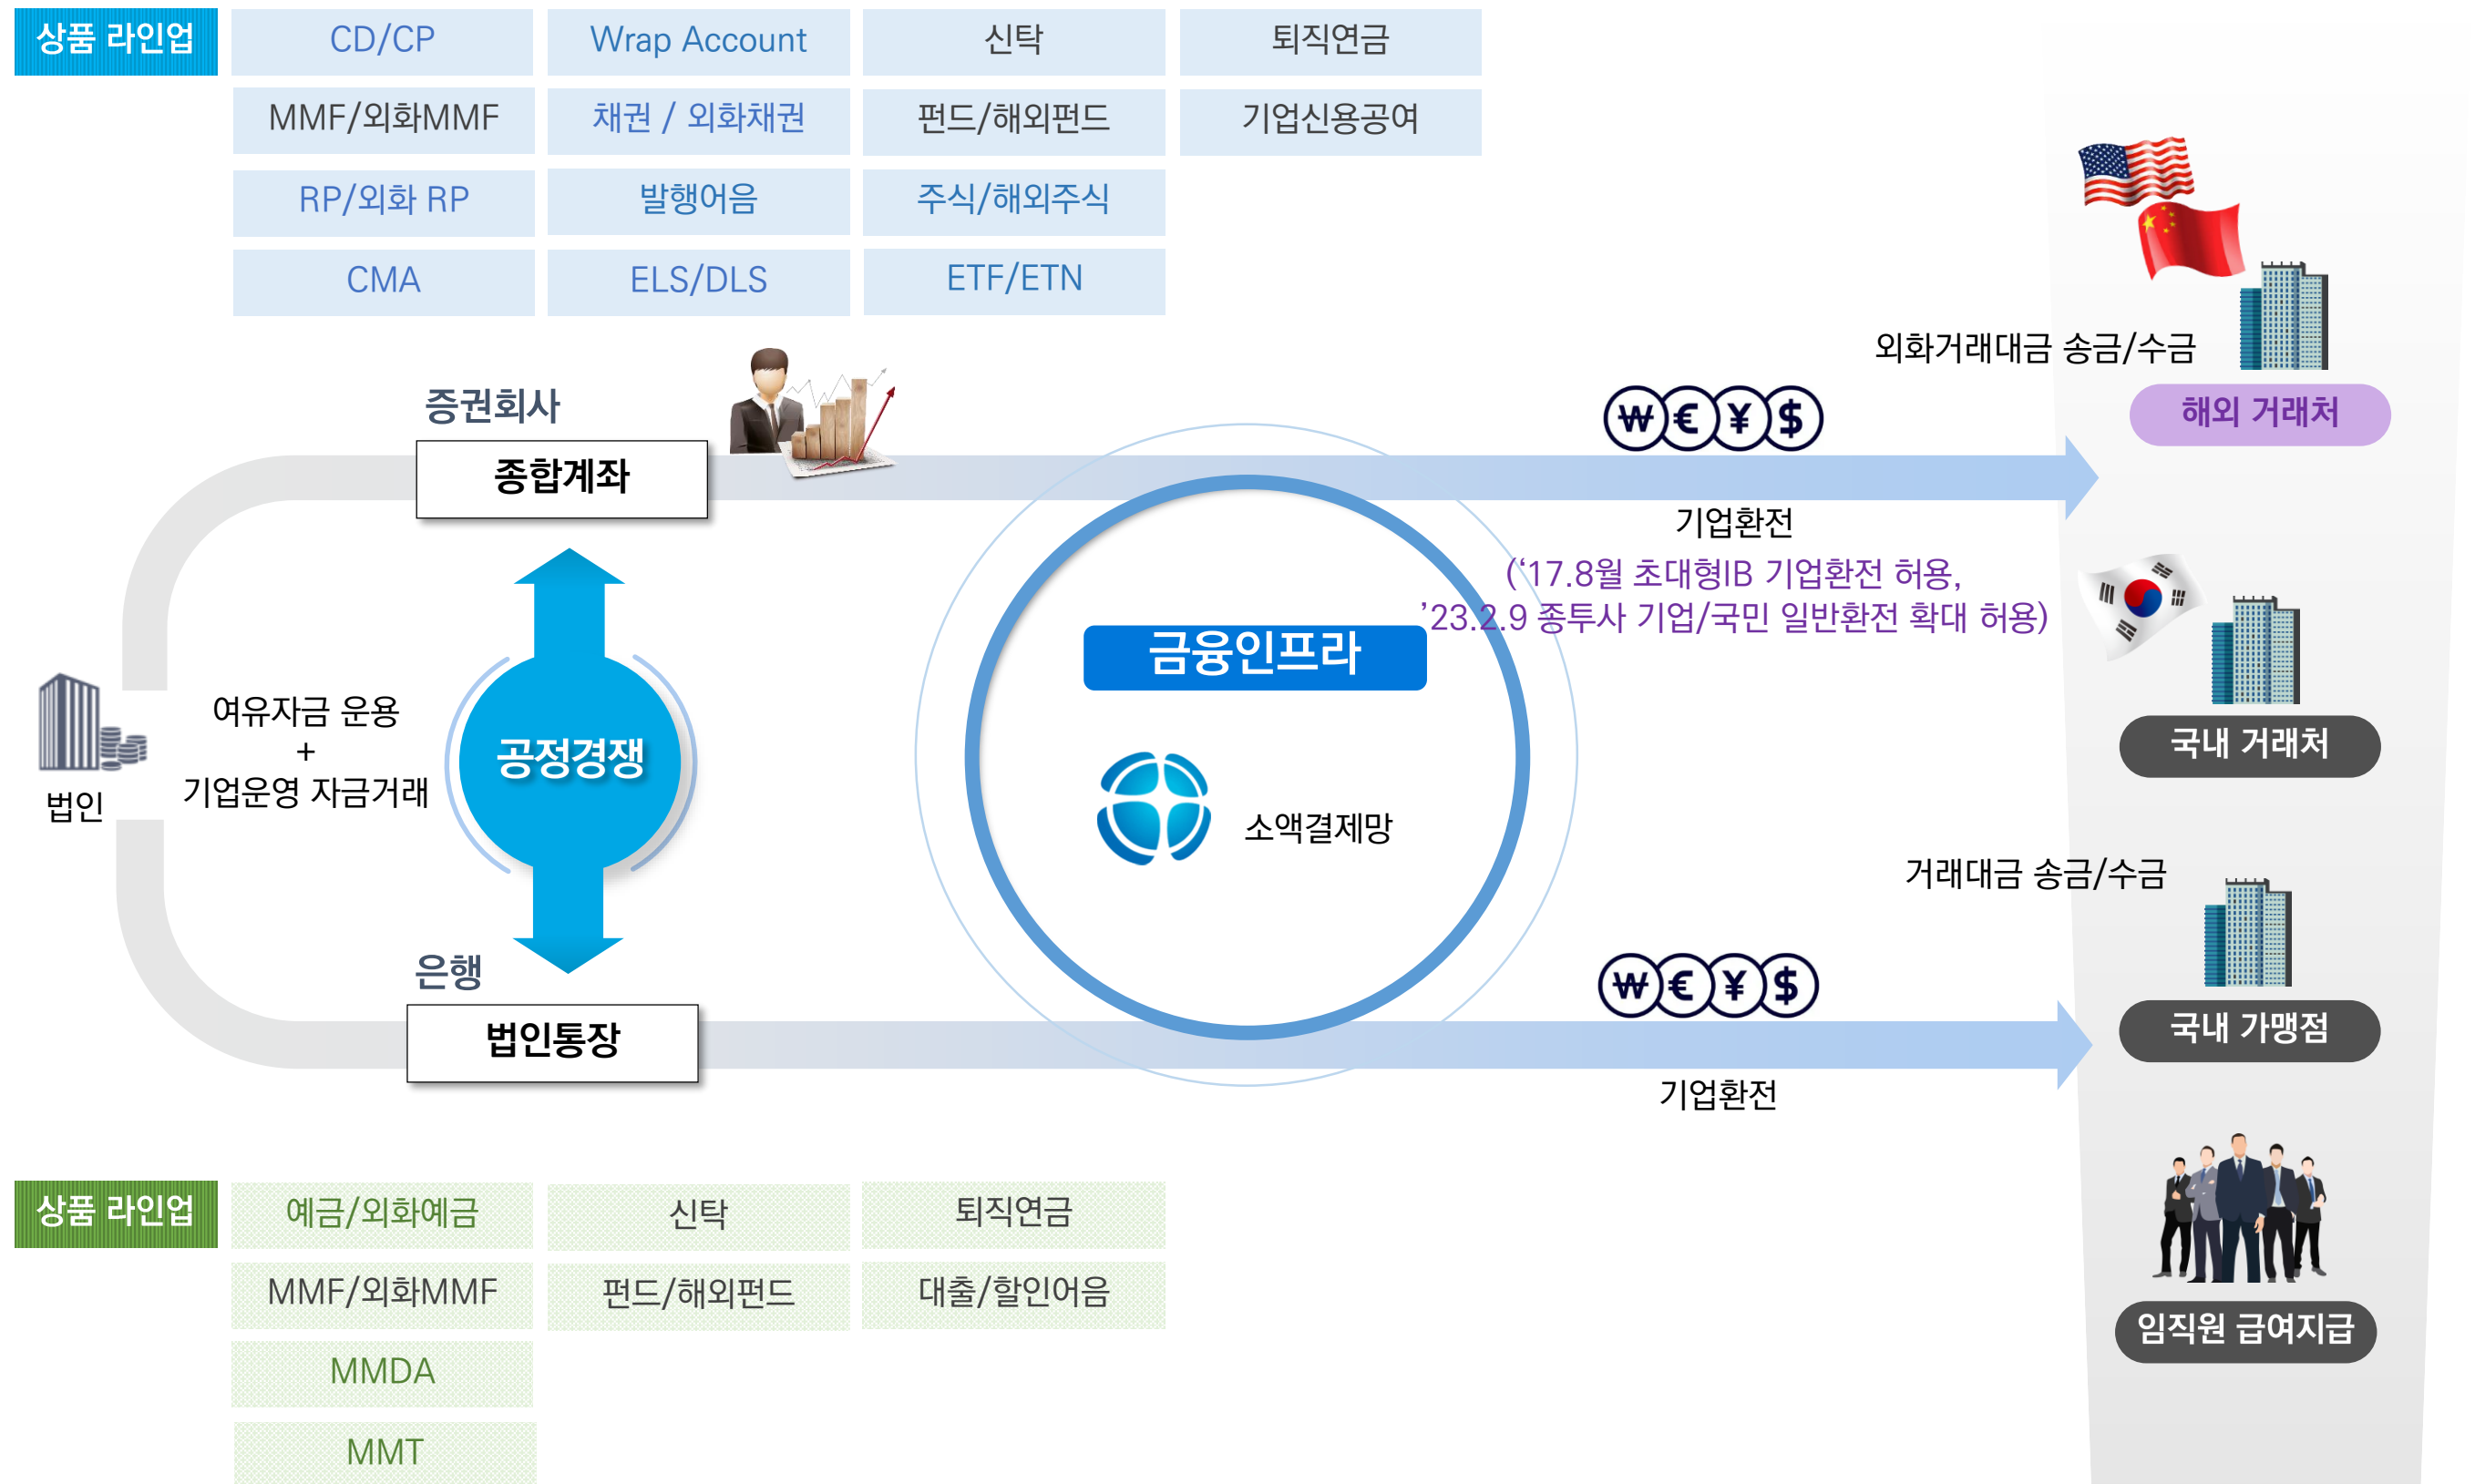 상품 라인업
CD/CP
Wrap Account
신탁
퇴직연금
MMF/외화MMF
채권 / 외화채권
펀드/해외펀드
기업신용공여
RP/외화 RP
발행어음
주식/해외주식
CMA
ELS/DLS
ETF/ETN
외화거래대금 송금/수금
해외 거래처
증권회사
종합계좌
₩ € ¥ $
기업환전
(‘17.8월 초대형IB 기업환전 허용,
’23.2.9 종투사 기업/국민 일반환전 확대 허용)
금융인프라
소액결제망
여유자금 운용
+
기업운영 자금거래
공정경쟁
법인
국내 거래처
거래대금 송금/수금
은행
법인통장
₩ € ¥ $
기업환전
국내 가맹점
임직원 급여지급
상품 라인업
예금/외화예금
신탁
퇴직연금
MMF/외화MMF
펀드/해외펀드
대출/할인어음
MMDA
MMT